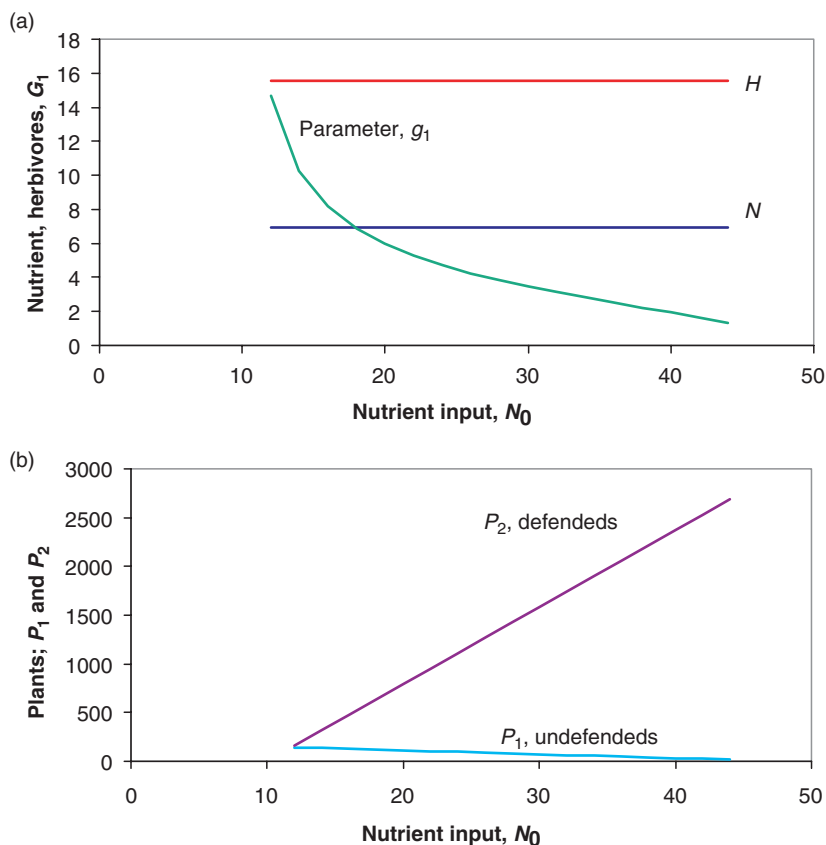 (a)
Nutrient, herbivores, G1
18
16
14
12
10
8
6
4
2
0
H
Parameter, g1
N
0 10 20 30 40 50
Nutrient input, N0
(b)
Plants; P1 and P2
3000
2500
2000
1500
1000
500
0
P2, defendeds
P1, undefendeds
0 10 20 30 40 50
Nutrient input, N0